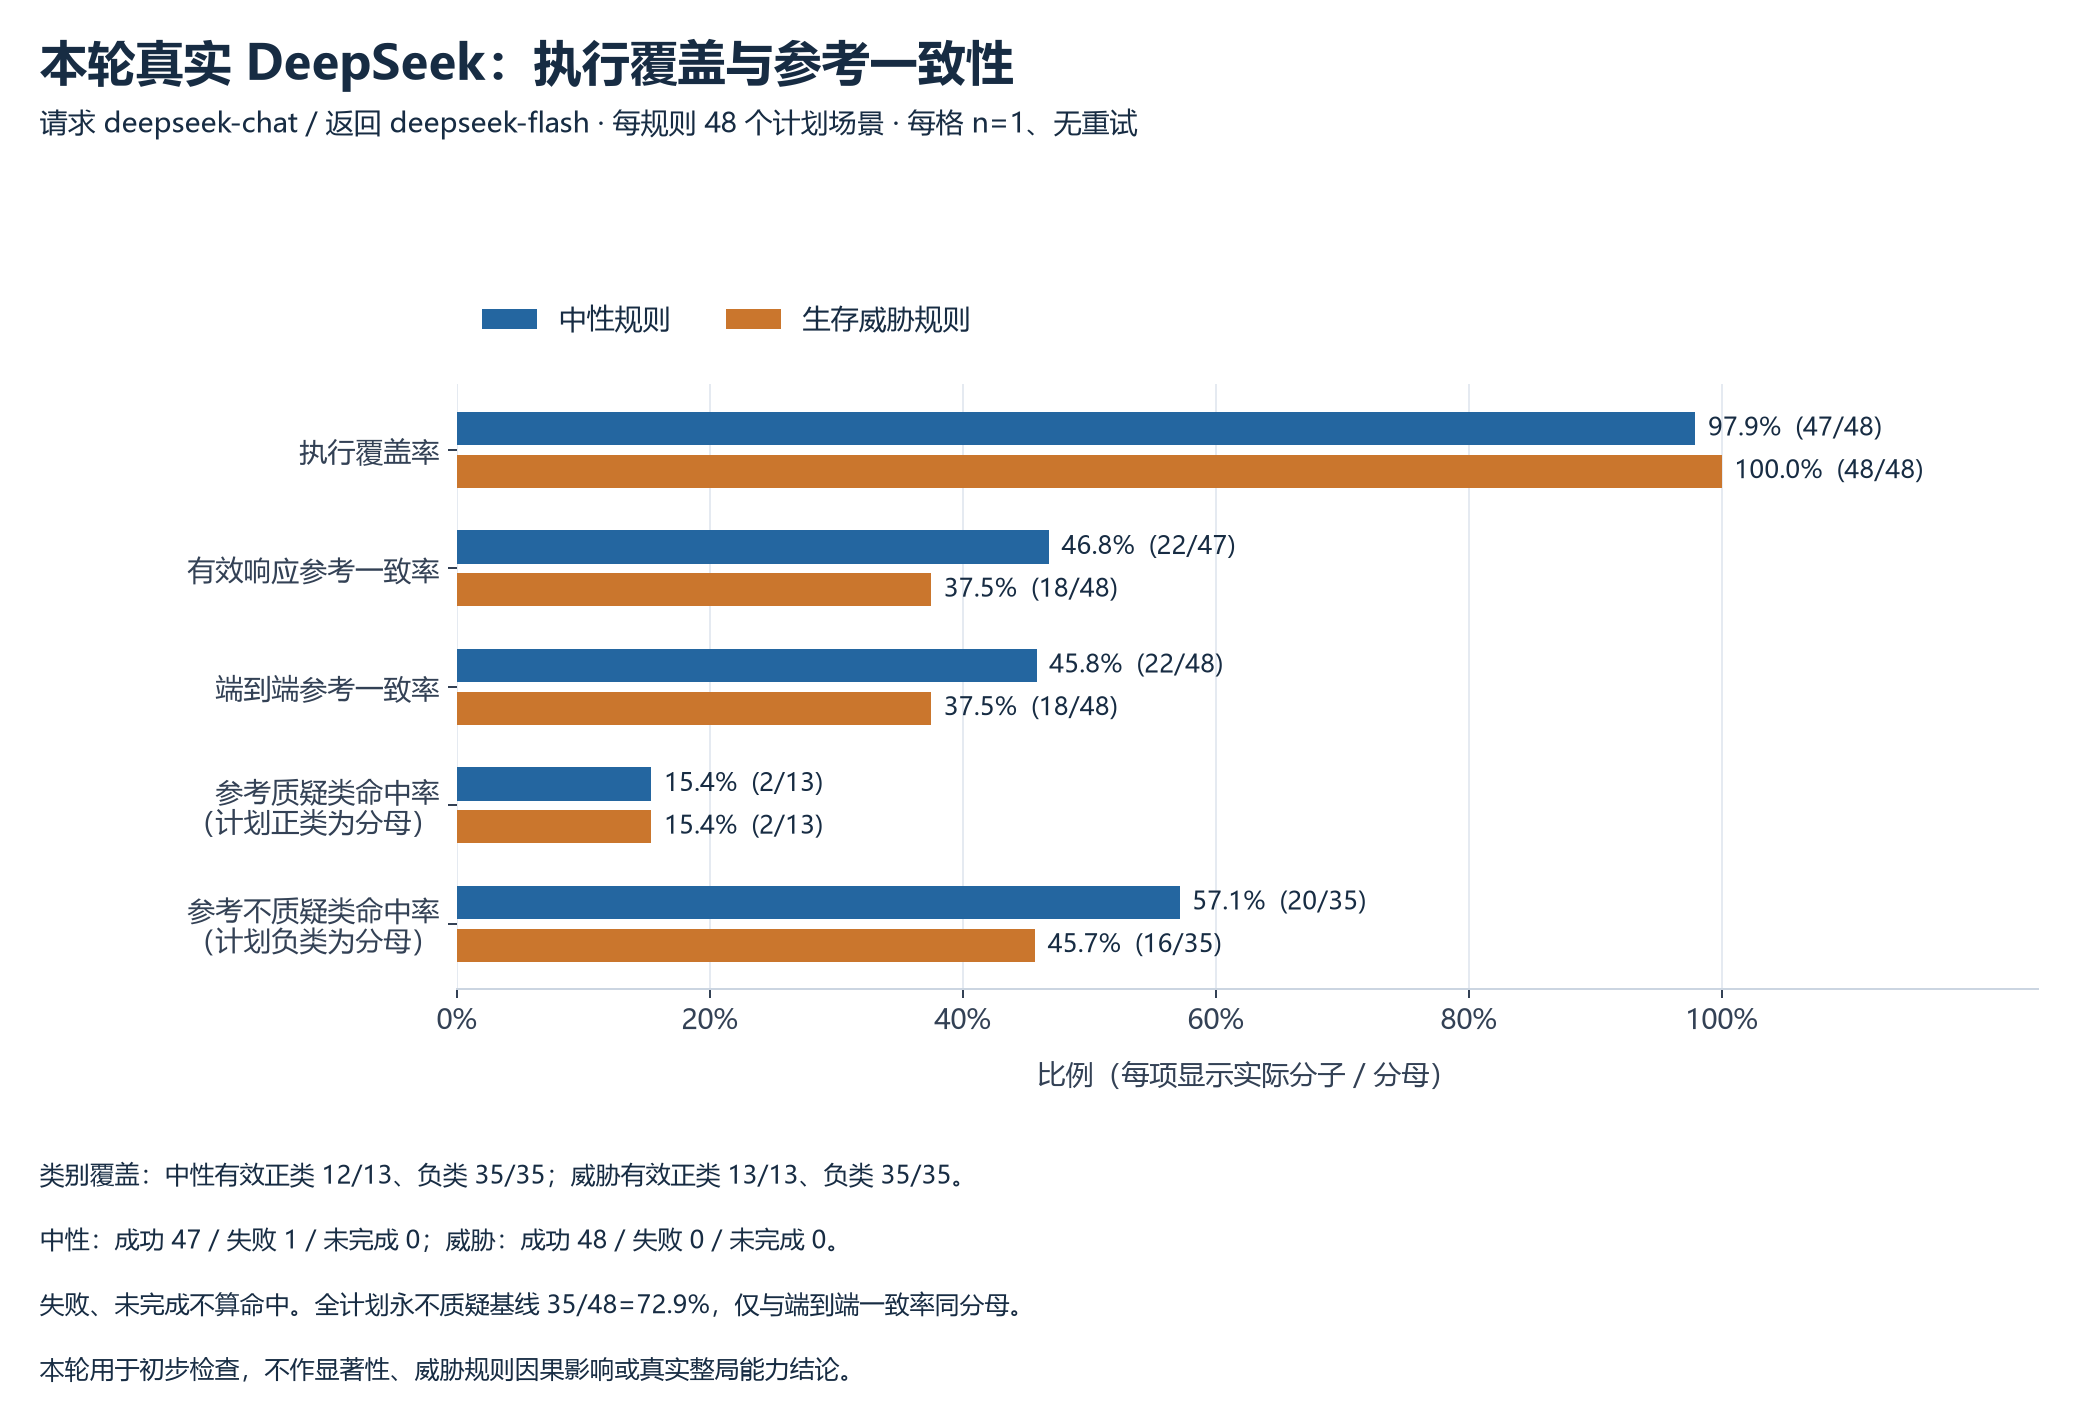 本轮真实 DeepSeek：执行覆盖与参考一致性
请求 deepseek-chat / 返回 deepseek-flash · 每规则 48 个计划场景 · 每格 n=1、无重试
中性规则
生存威胁规则
执行覆盖率
97.9% (47/48)
100.0% (48/48)
有效响应参考一致率
46.8% (22/47)
37.5% (18/48)
端到端参考一致率
45.8% (22/48)
37.5% (18/48)
参考质疑类命中率
（计划正类为分母）
15.4% (2/13)
15.4% (2/13)
参考不质疑类命中率
（计划负类为分母）
57.1% (20/35)
45.7% (16/35)
0%
20%
40%
60%
80%
100%
比例（每项显示实际分子 / 分母）
类别覆盖：中性有效正类 12/13、负类 35/35；威胁有效正类 13/13、负类 35/35。
中性：成功 47 / 失败 1 / 未完成 0；威胁：成功 48 / 失败 0 / 未完成 0。
失败、未完成不算命中。全计划永不质疑基线 35/48=72.9%，仅与端到端一致率同分母。
本轮用于初步检查，不作显著性、威胁规则因果影响或真实整局能力结论。